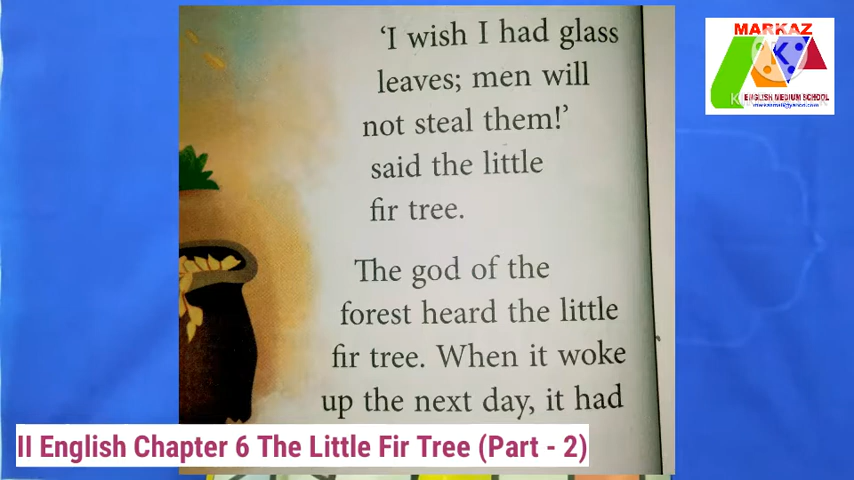 ‘I wish I had glass
leaves; men will
not steal them!’
said the little
fir tree.
The god of the
forest heard the little
fir tree. When it woke
up the next day, it had
MARKAZ
ENGLISH MEDIUM SCHOOL
II English Chapter 6 The Little Fir Tree (Part - 2)